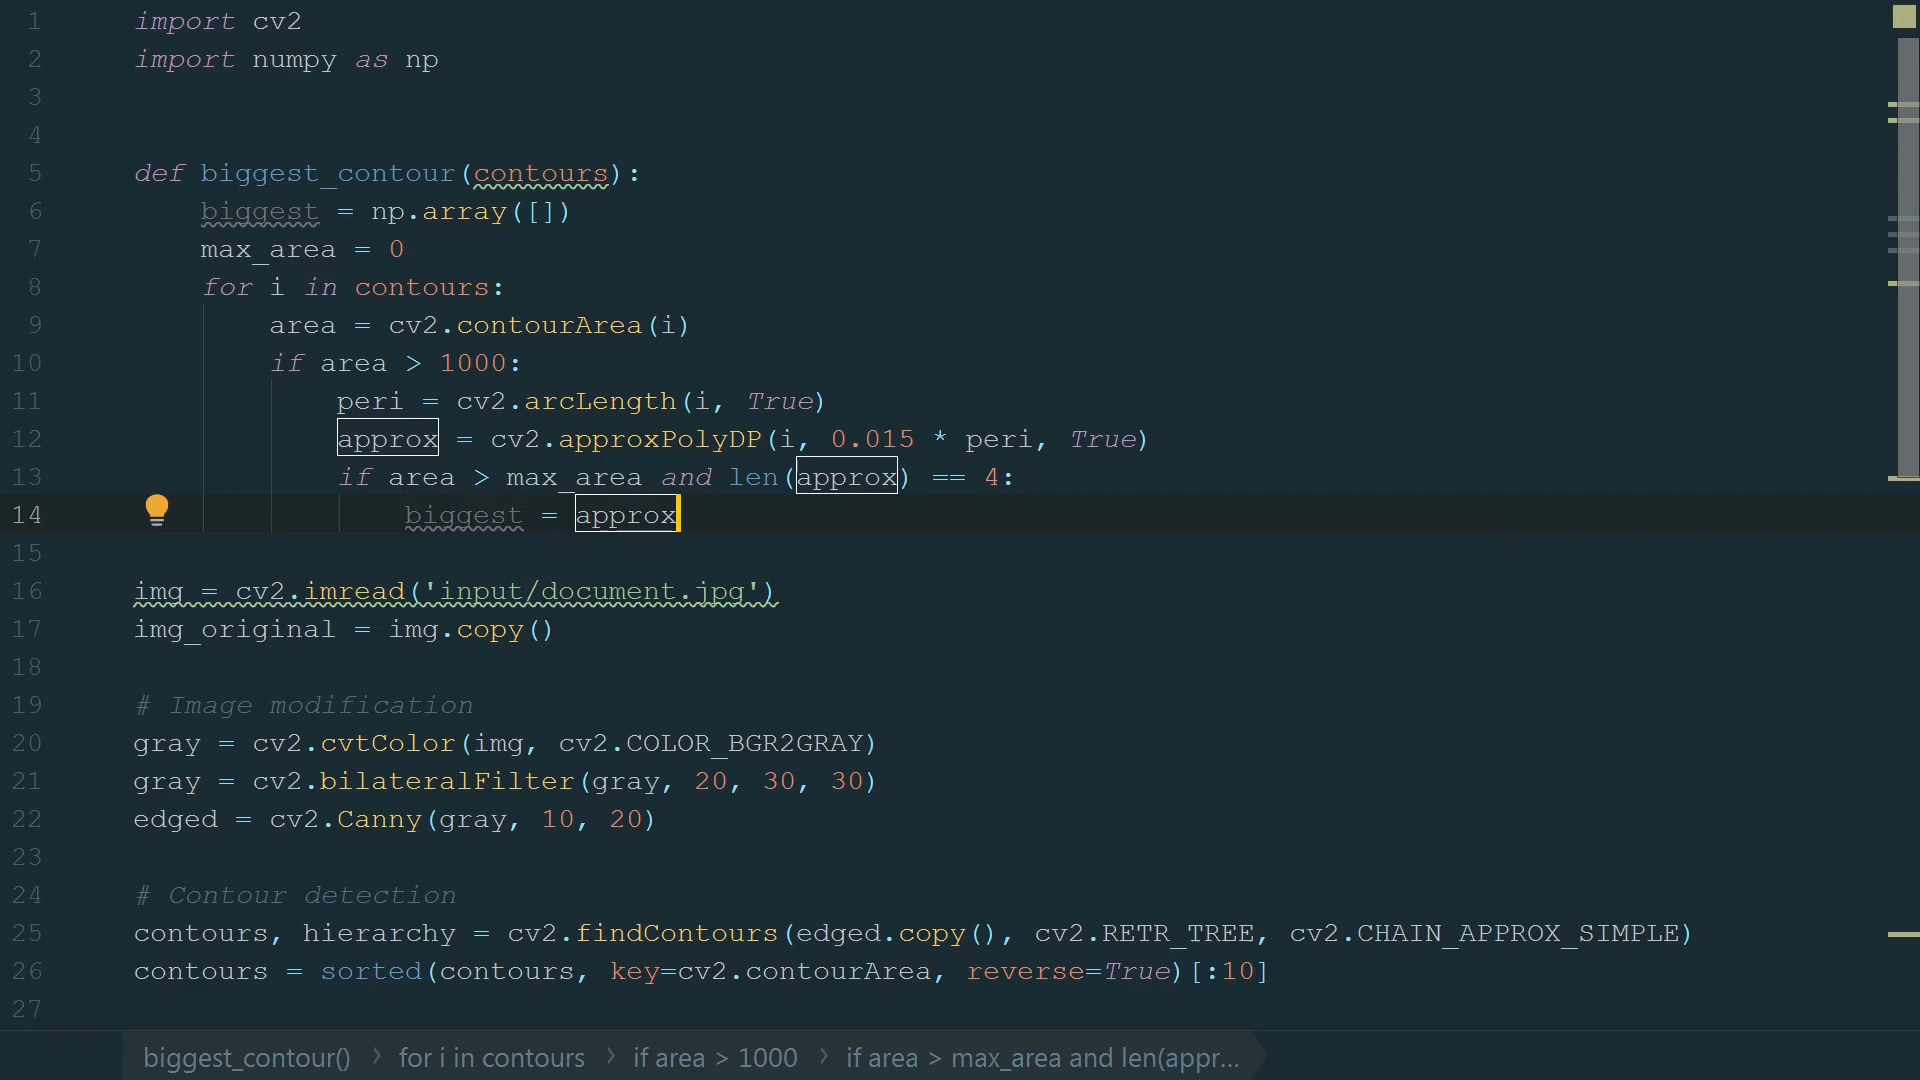 1 import cv2
2 import numpy as np
3
4
5 def biggest_contour(contours):
6     biggest = np.array([])
7     max_area = 0
8     for i in contours:
9         area = cv2.contourArea(i)
10         if area > 1000:
11             peri = cv2.arcLength(i, True)
12             approx = cv2.approxPolyDP(i, 0.015 * peri, True)
13             if area > max_area and len(approx) == 4:
14                 biggest = approx
15
16 img = cv2.imread('input/document.jpg')
17 img_original = img.copy()
18
19 # Image modification
20 gray = cv2.cvtColor(img, cv2.COLOR_BGR2GRAY)
21 gray = cv2.bilateralFilter(gray, 20, 30, 30)
22 edged = cv2.Canny(gray, 10, 20)
23
24 # Contour detection
25 contours, hierarchy = cv2.findContours(edged.copy(), cv2.RETR_TREE, cv2.CHAIN_APPROX_SIMPLE)
26 contours = sorted(contours, key=cv2.contourArea, reverse=True)[:10]
27
biggest_contour() › for i in contours › if area > 1000 › if area > max_area and len(appr...